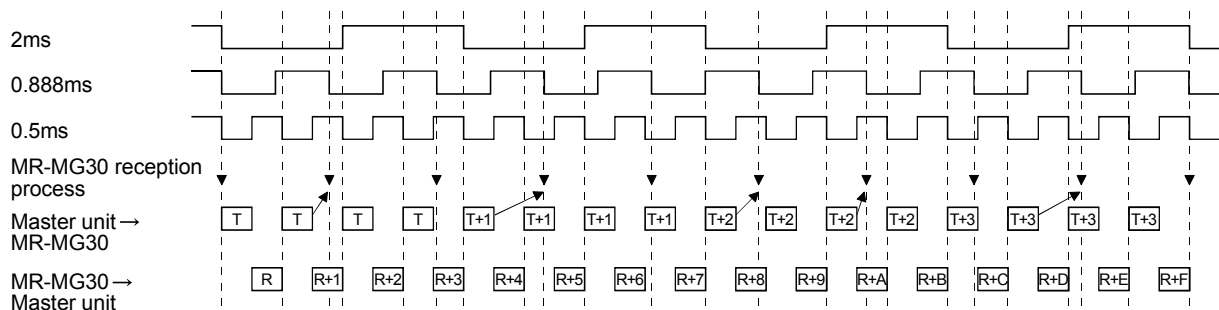 2ms
0.888ms
0.5ms
MR-MG30 reception
process
Master unit →
MR-MG30
T T T T T+1 T+1 T+1 T+1 T+2 T+2 T+2 T+2 T+3 T+3 T+3 T+3
MR-MG30 →
Master unit
R R+1 R+2 R+3 R+4 R+5 R+6 R+7 R+8 R+9 R+A R+B R+C R+D R+E R+F